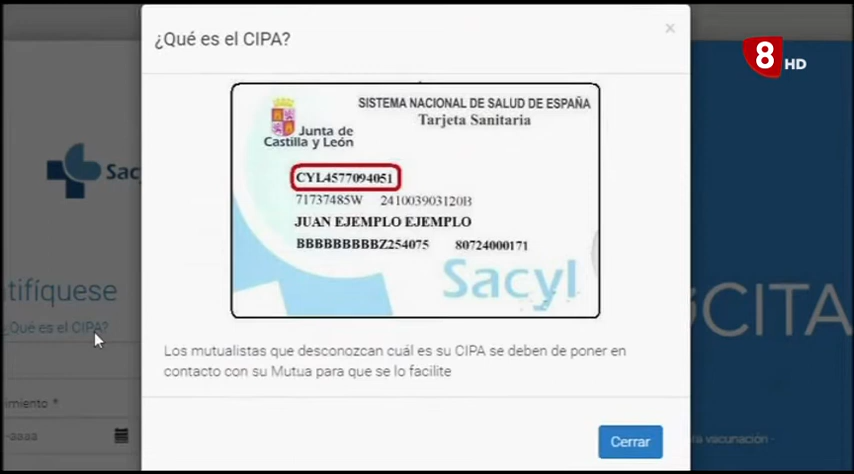 ¿Qué es el CIPA?
×
8 HD
SISTEMA NACIONAL DE SALUD DE ESPAÑA
Tarjeta Sanitaria
Junta de
Castilla y León
CYL4577094051
71737485W 241003903120B
JUAN EJEMPLO EJEMPLO
BBBBBBBBBZ254075 80724000171
Sacyl
Sacyl
tifíquese
¿Qué es el CIPA?
CITA
Los mutualistas que desconozcan cuál es su CIPA se deben de poner en
contacto con su Mutua para que se lo facilite
imiento *
-aaaa
Cerrar
ra vacunación -